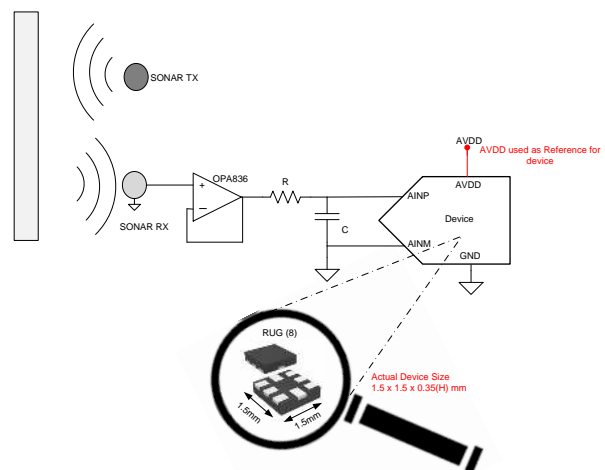 SONAR TX
OPA836
+
−
SONAR RX
R
C
AVDD
AVDD used as Reference for
device
AVDD
AINP
Device
AINM
GND
RUG (8)
1.5mm
1.5mm
Actual Device Size
1.5 x 1.5 x 0.35(H) mm